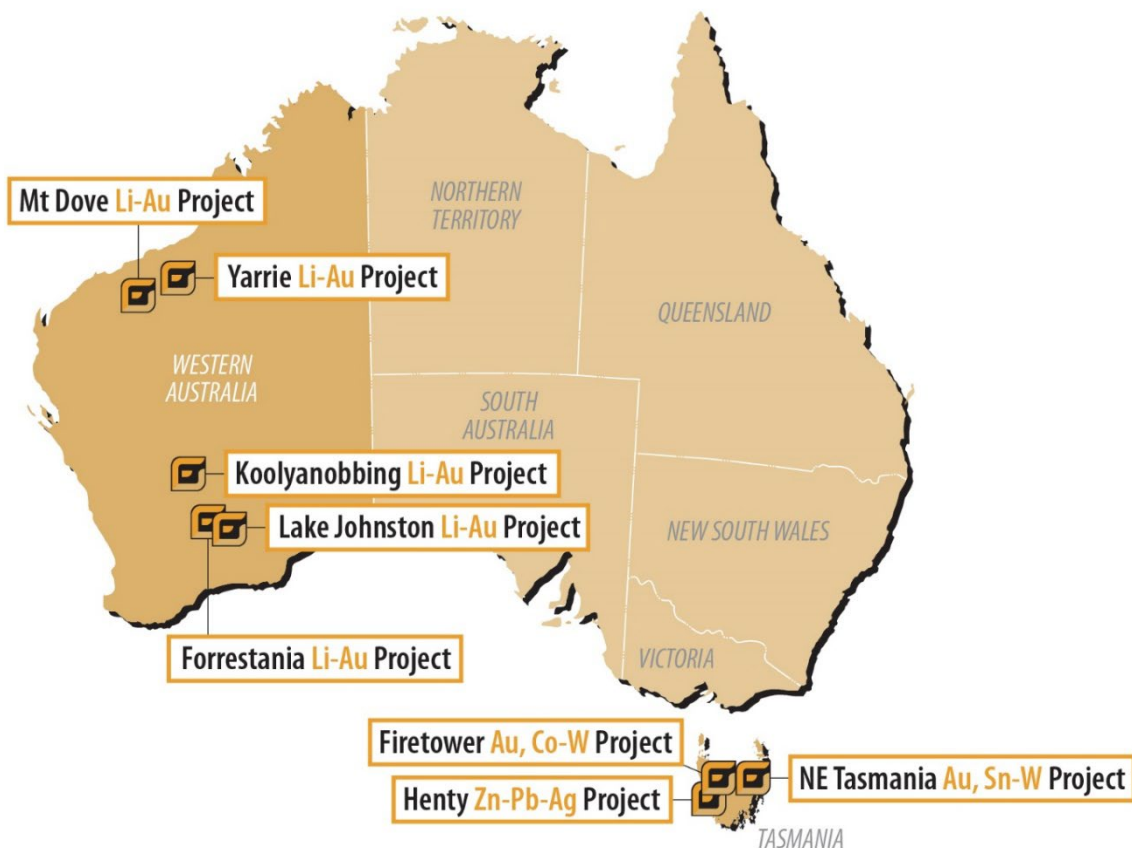 NORTHERN
TERRITORY
Mt Dove Li-Au Project
Yarrie Li-Au Project
QUEENSLAND
WESTERN
AUSTRALIA
SOUTH
AUSTRALIA
Koolyanobbing Li-Au Project
Lake Johnston Li-Au Project
NEW SOUTH WALES
Forrestania Li-Au Project
VICTORIA
Firetower Au, Co-W Project
NE Tasmania Au, Sn-W Project
Henty Zn-Pb-Ag Project
TASMANIA